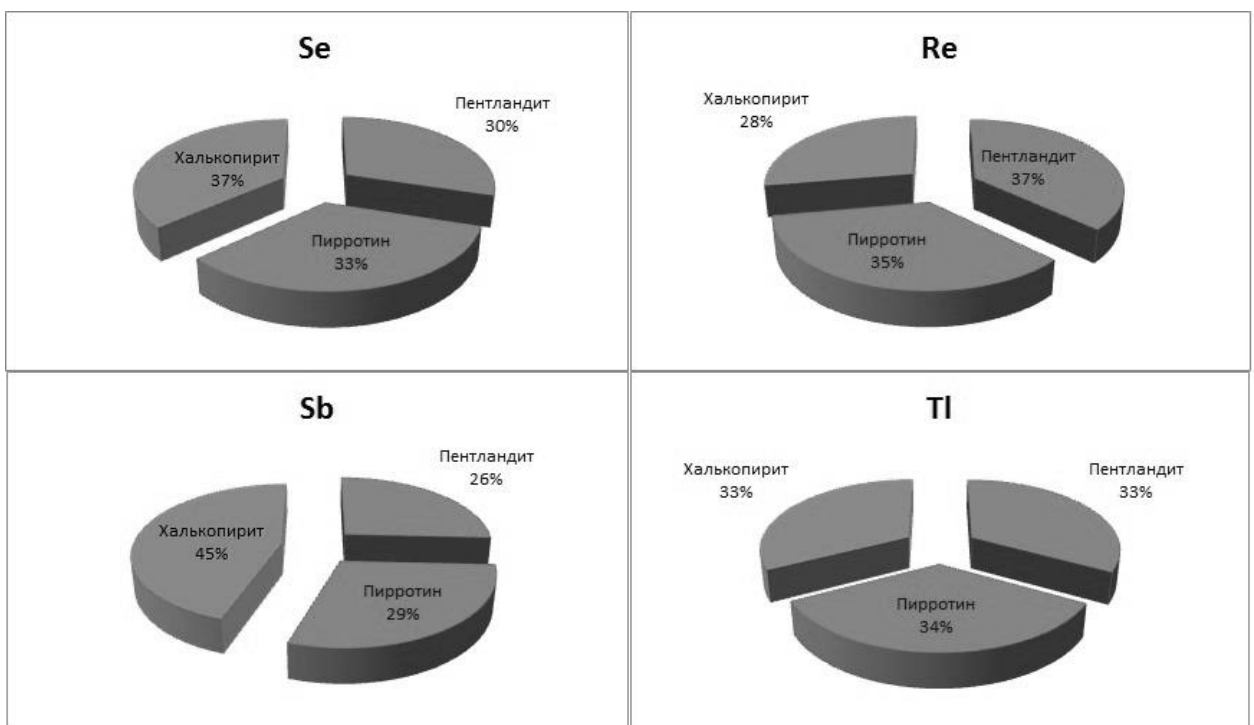 Se
Пентландит
30%
Халькопирит
37%
Пирротин
33%
Re
Халькопирит
28%
Пентландит
37%
Пирротин
35%
Sb
Пентландит
26%
Халькопирит
45%
Пирротин
29%
Tl
Халькопирит
33%
Пентландит
33%
Пирротин
34%